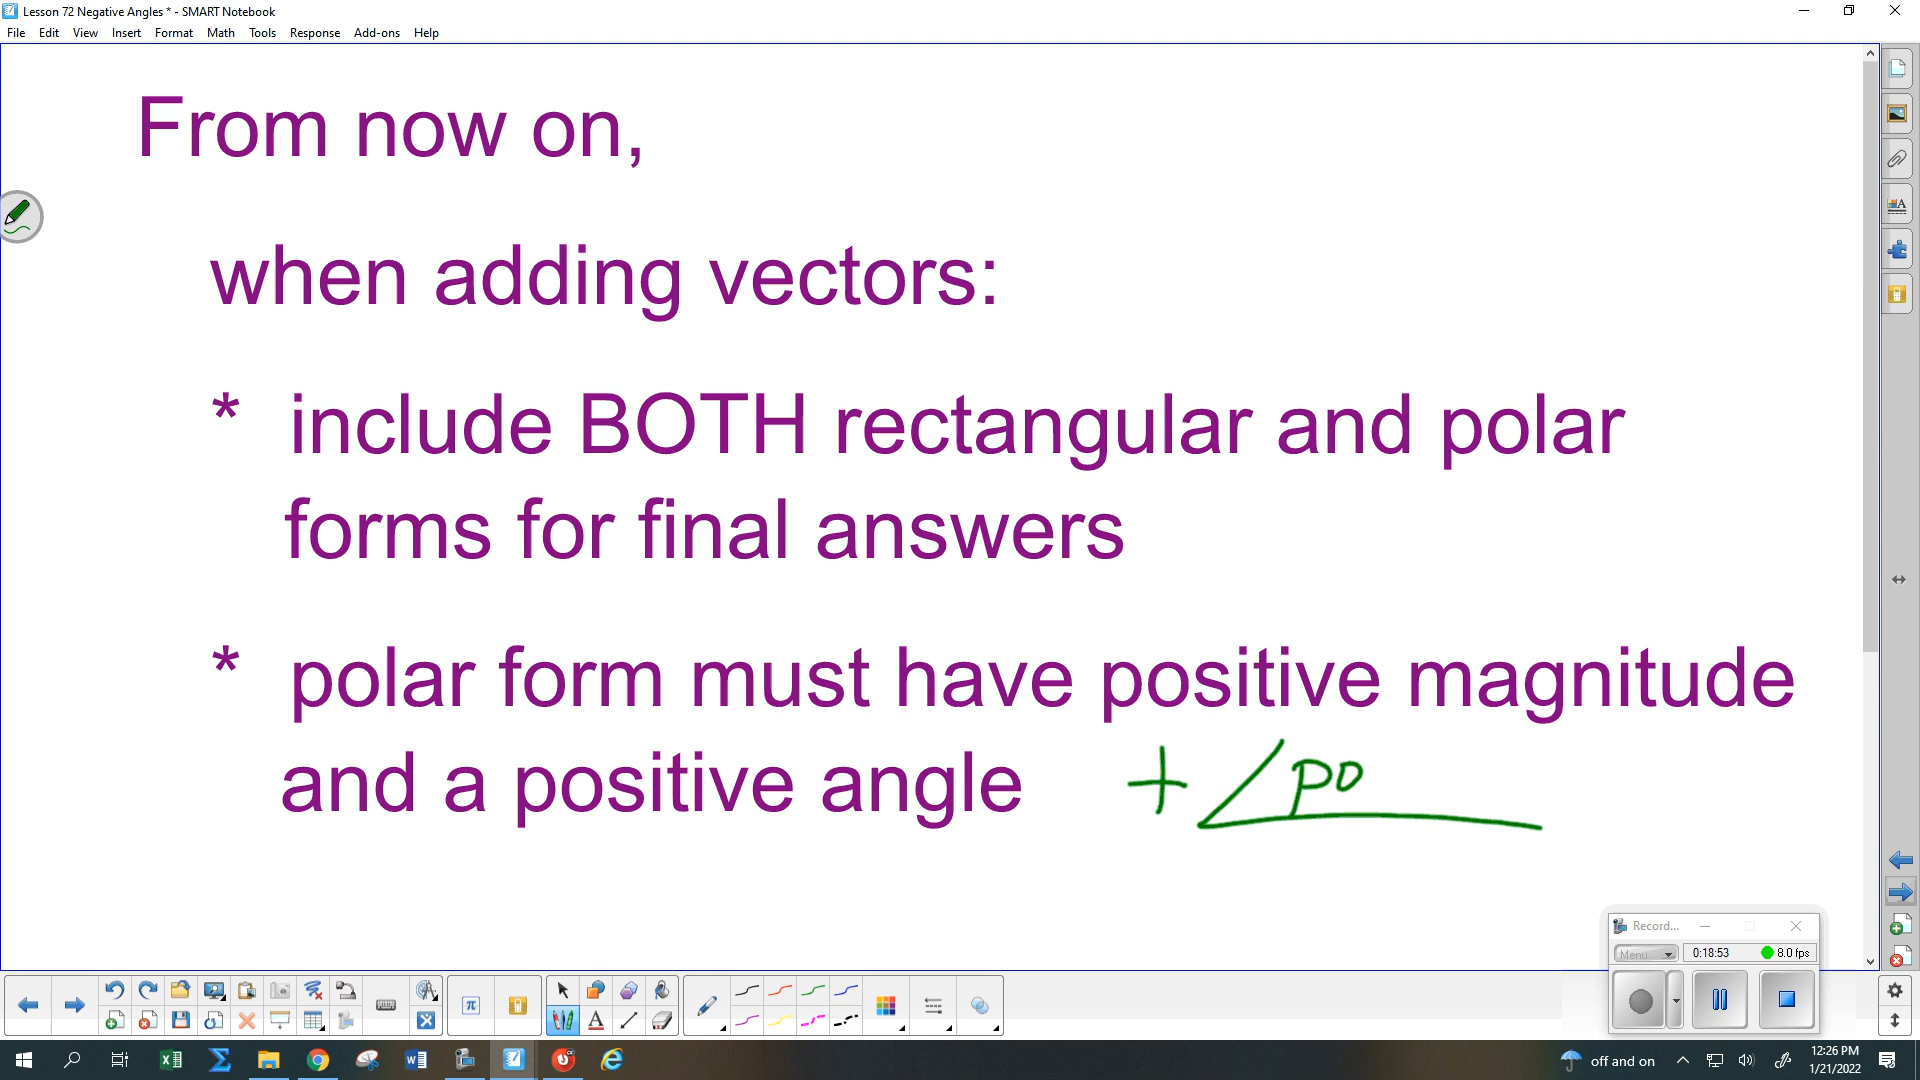 Lesson 72 Negative Angles * - SMART Notebook
File Edit View Insert Format Math Tools Response Add-ons Help
From now on,
when adding vectors:
* include BOTH rectangular and polar
forms for final answers
* polar form must have positive magnitude
and a positive angle + ∠po
Record...
Menu 0:18:53 8.0 fps
off and on
12:26 PM
1/21/2022